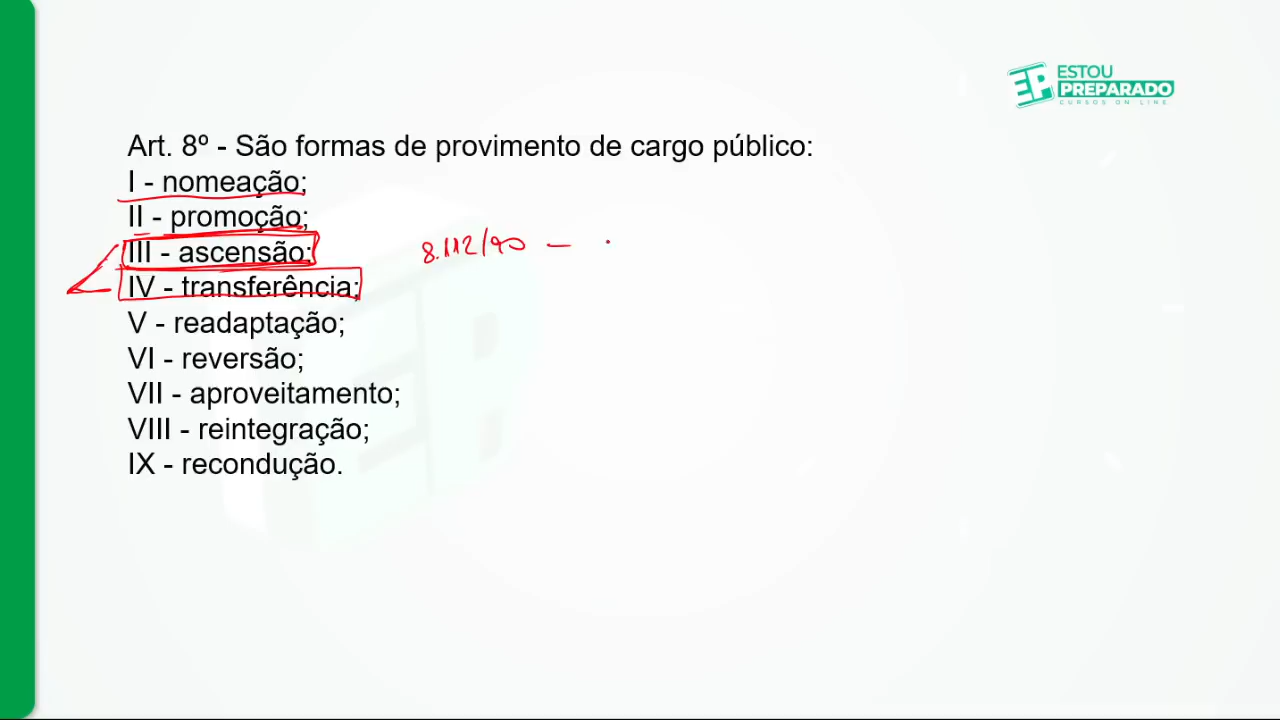 ESTOU
PREPARADO
CURSOS ON LINE
Art. 8º - São formas de provimento de cargo público:
I - nomeação;
II - promoção;
III - ascensão;
8.112/90 -
IV - transferência;
V - readaptação;
VI - reversão;
VII - aproveitamento;
VIII - reintegração;
IX - recondução.